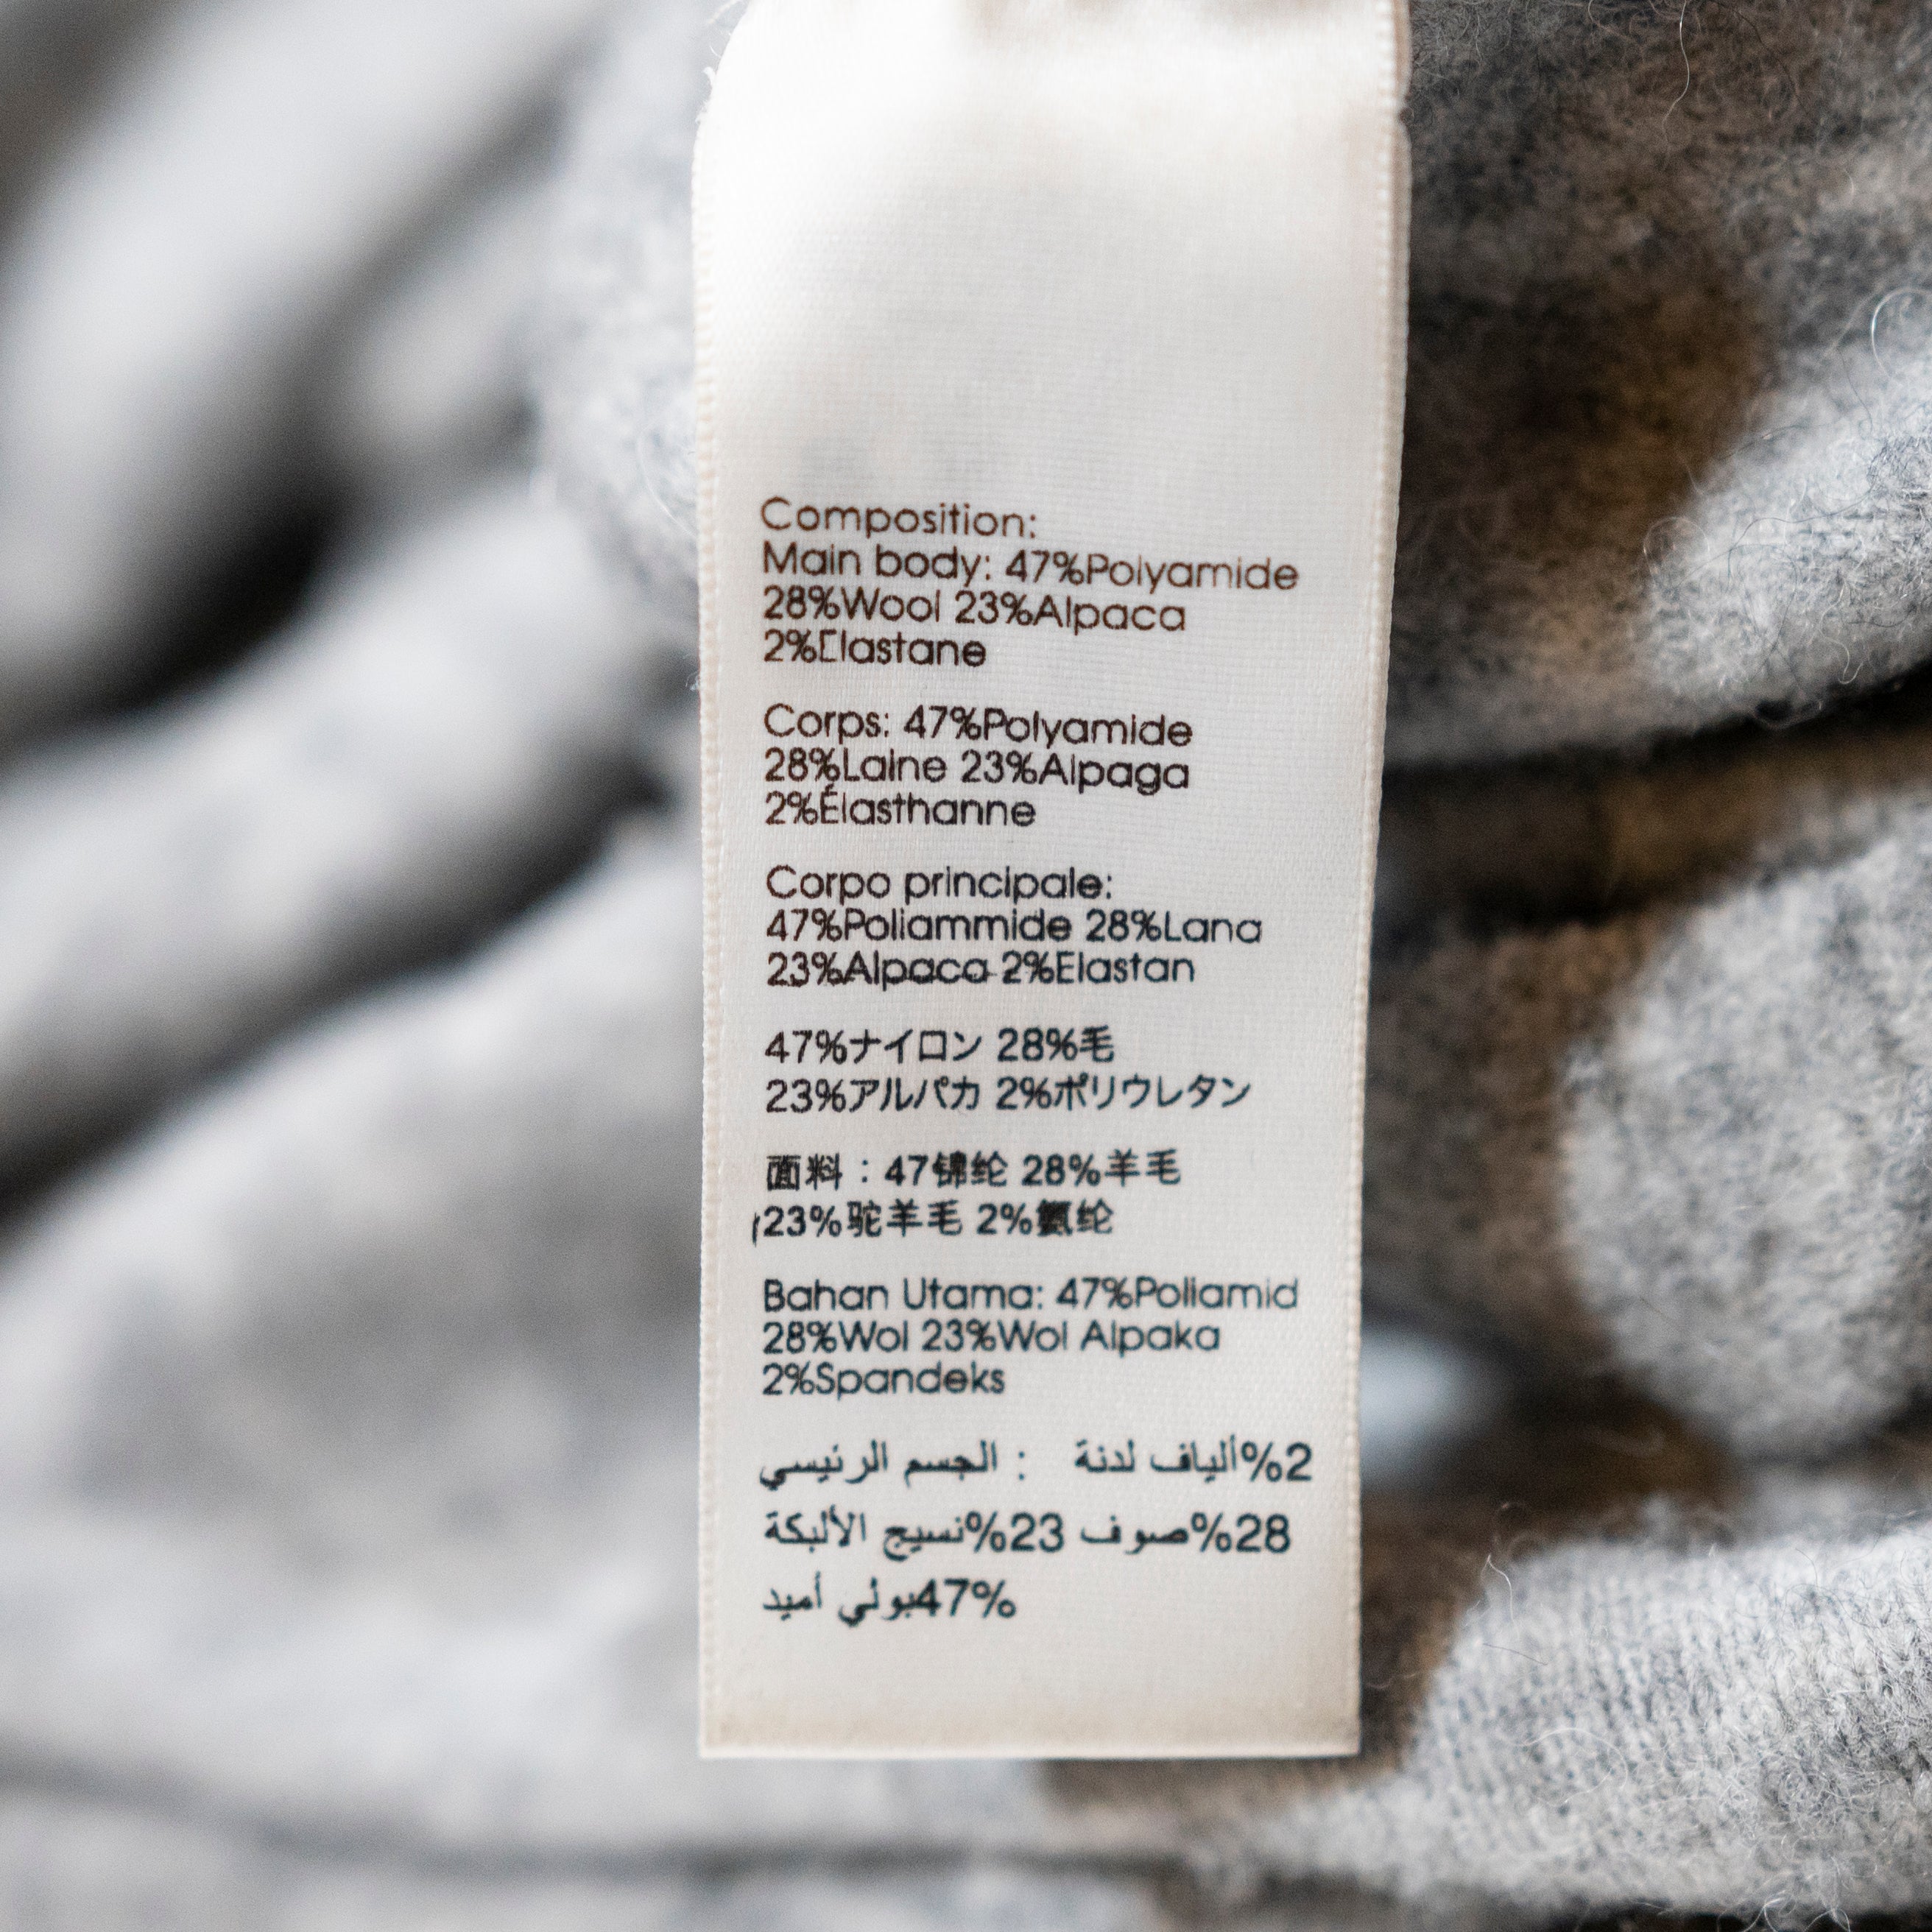 Composition:
Main body: 47%Polyamide
28%Wool 23%Alpaca
2%Elastane
Corps: 47%Polyamide
28%Laine 23%Alpaga
2%Élasthanne
Corpo principale:
47%Poliammide 28%Lana
23%Alpaca 2%Elastan
47%ナイロン 28%毛
23%アルパカ 2%ポリウレタン
面料：47锦纶 28%羊毛
23%驼羊毛 2%氨纶
Bahan Utama: 47%Poliamid
28%Wol 23%Wol Alpaka
2%Spandeks
الجسم الرئيسي : 2%ألياف لدنة
28%صوف 23%نسيج الألبكة
47%بولي أميد